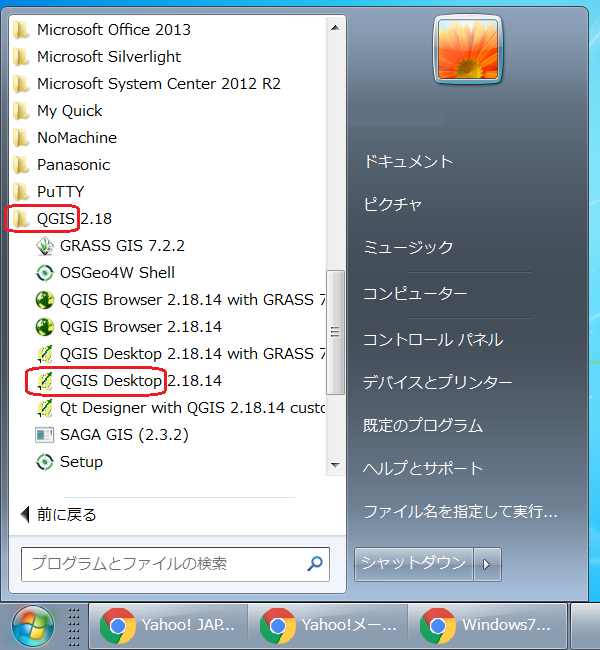 Microsoft Office 2013
Microsoft Silverlight
Microsoft System Center 2012 R2
My Quick
NoMachine
Panasonic
PuTTY
QGIS 2.18
GRASS GIS 7.2.2
OSGeo4W Shell
QGIS Browser 2.18.14 with GRASS 7
QGIS Browser 2.18.14
QGIS Desktop 2.18.14 with GRASS 7
QGIS Desktop 2.18.14
Qt Designer with QGIS 2.18.14 custo
SAGA GIS (2.3.2)
Setup
前に戻る
プログラムとファイルの検索
ドキュメント
ピクチャ
ミュージック
コンピューター
コントロール パネル
デバイスとプリンター
既定のプログラム
ヘルプとサポート
ファイル名を指定して実行...
シャットダウン
Yahoo! JAP...
Yahoo!メー...
Windows7...